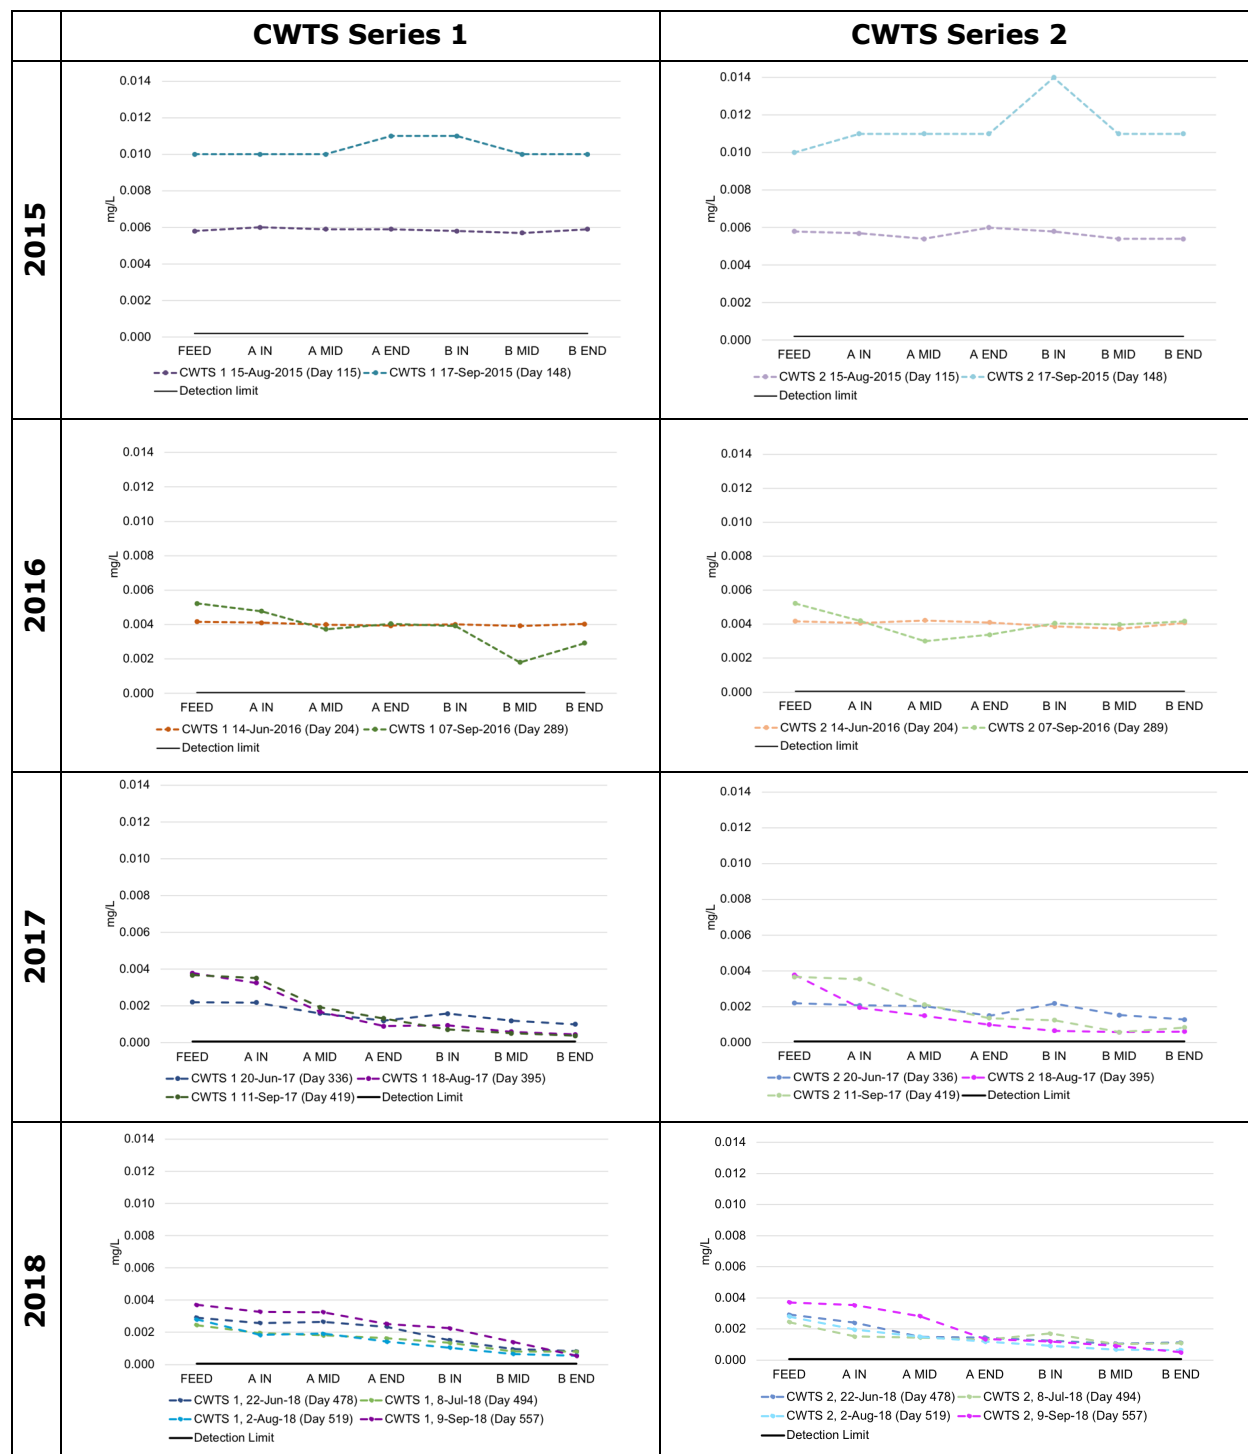 CWTS Series 1
CWTS Series 2
2015
0.014
0.012
0.010
0.008
0.006
0.004
0.002
0.000
mg/L
FEED A IN A MID A END B IN B MID B END
CWTS 1 15-Aug-2015 (Day 115) CWTS 1 17-Sep-2015 (Day 148)
Detection limit
0.014
0.012
0.010
0.008
0.006
0.004
0.002
0.000
mg/L
FEED A IN A MID A END B IN B MID B END
CWTS 2 15-Aug-2015 (Day 115) CWTS 2 17-Sep-2015 (Day 148)
Detection limit
2016
0.014
0.012
0.010
0.008
0.006
0.004
0.002
0.000
mg/L
FEED A IN A MID A END B IN B MID B END
CWTS 1 14-Jun-2016 (Day 204) CWTS 1 07-Sep-2016 (Day 289)
Detection limit
0.014
0.012
0.010
0.008
0.006
0.004
0.002
0.000
mg/L
FEED A IN A MID A END B IN B MID B END
CWTS 2 14-Jun-2016 (Day 204) CWTS 2 07-Sep-2016 (Day 289)
Detection limit
2017
0.014
0.012
0.010
0.008
0.006
0.004
0.002
0.000
mg/L
FEED A IN A MID A END B IN B MID B END
CWTS 1 20-Jun-17 (Day 336) CWTS 1 18-Aug-17 (Day 395)
CWTS 1 11-Sep-17 (Day 419) Detection Limit
0.014
0.012
0.010
0.008
0.006
0.004
0.002
0.000
mg/L
FEED A IN A MID A END B IN B MID B END
CWTS 2 20-Jun-17 (Day 336) CWTS 2 18-Aug-17 (Day 395)
CWTS 2 11-Sep-17 (Day 419) Detection Limit
2018
0.014
0.012
0.010
0.008
0.006
0.004
0.002
0.000
mg/L
FEED A IN A MID A END B IN B MID B END
CWTS 1, 22-Jun-18 (Day 478) CWTS 1, 8-Jul-18 (Day 494)
CWTS 1, 2-Aug-18 (Day 519) CWTS 1, 9-Sep-18 (Day 557)
Detection Limit
0.014
0.012
0.010
0.008
0.006
0.004
0.002
0.000
mg/L
FEED A IN A MID A END B IN B MID B END
CWTS 2, 22-Jun-18 (Day 478) CWTS 2, 8-Jul-18 (Day 494)
CWTS 2, 2-Aug-18 (Day 519) CWTS 2, 9-Sep-18 (Day 557)
Detection Limit